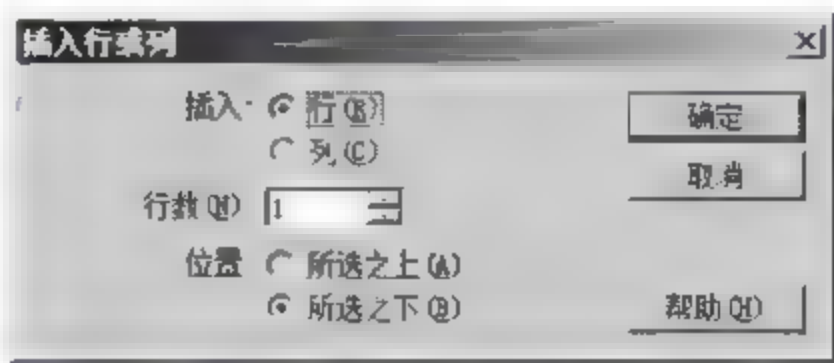 插入行或列
插入: 行(R) 确定
列(C) 取消
行数(N) 1
位置 所选之上(A)
所选之下(B) 帮助(H)